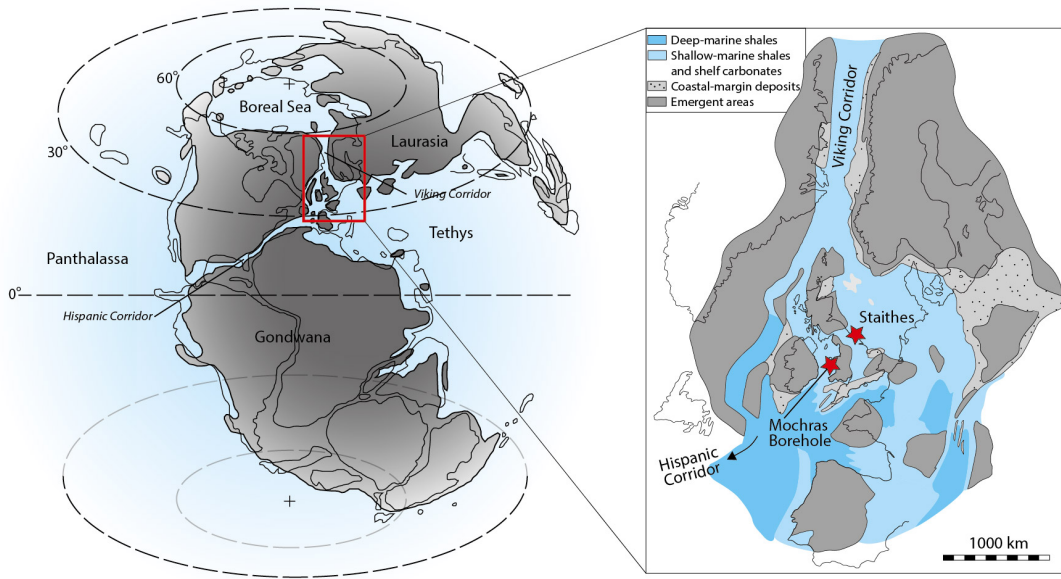 60°
Boreal Sea
30°
Laurasia
Viking Corridor
Tethys
Panthalassa
0°
Hispanic Corridor
Gondwana
Deep-marine shales
Shallow-marine shales
and shelf carbonates
Coastal-margin deposits
Emergent areas
Viking Corridor
Staithes
Mochras
Borehole
Hispanic
Corridor
1000 km